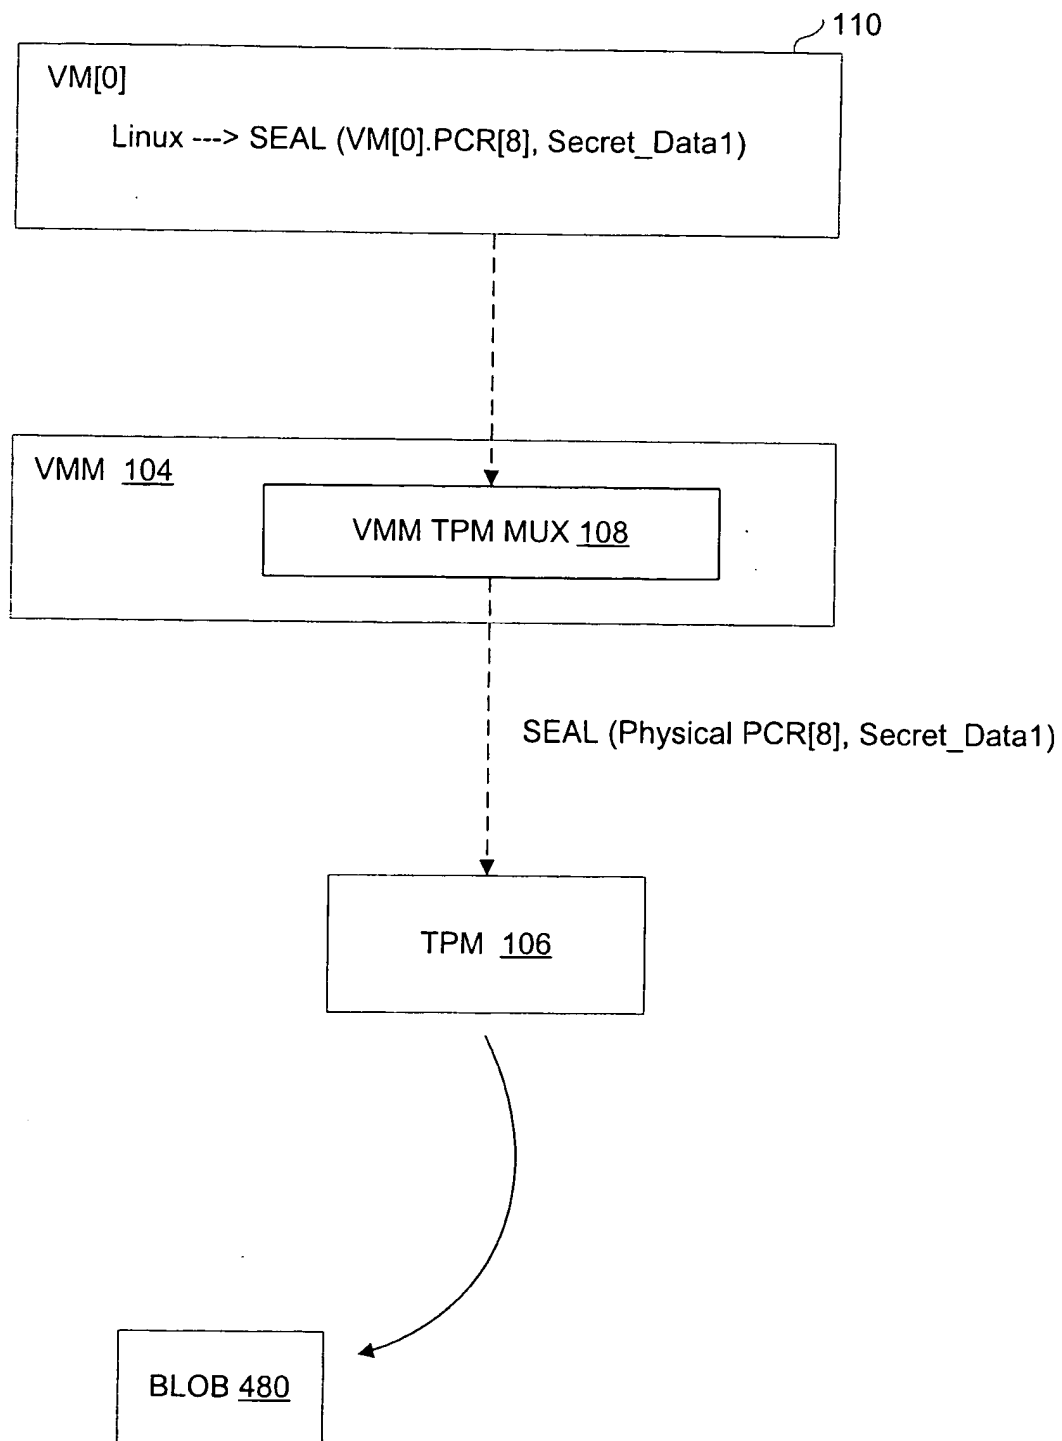 110
VM[0]
Linux ---> SEAL (VM[0].PCR[8], Secret_Data1)
VMM 104
VMM TPM MUX 108
SEAL (Physical PCR[8], Secret_Data1)
TPM 106
BLOB 480